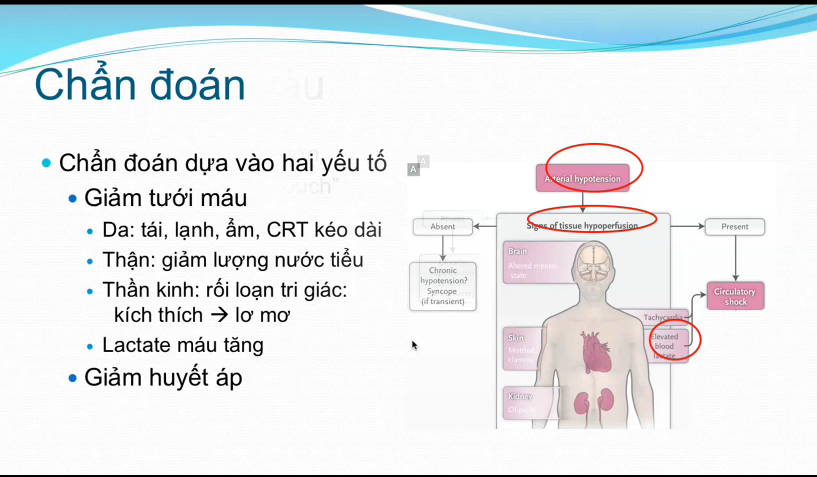 Chẩn đoán
Chẩn đoán dựa vào hai yếu tố
Giảm tưới máu
Da: tái, lạnh, ẩm, CRT kéo dài
Thận: giảm lượng nước tiểu
Thần kinh: rối loạn tri giác:
kích thích → lơ mơ
Lactate máu tăng
Giảm huyết áp
A
A
Arterial hypotension
Absent
Signs of tissue hypoperfusion
Present
Brain
Altered mental
state
Chronic
hypotension?
Syncope
(if transient)
Circulatory
shock
Tachycardia
Elevated
blood
lactate
Skin
Mottled
clammy
Kidney
Oliguria